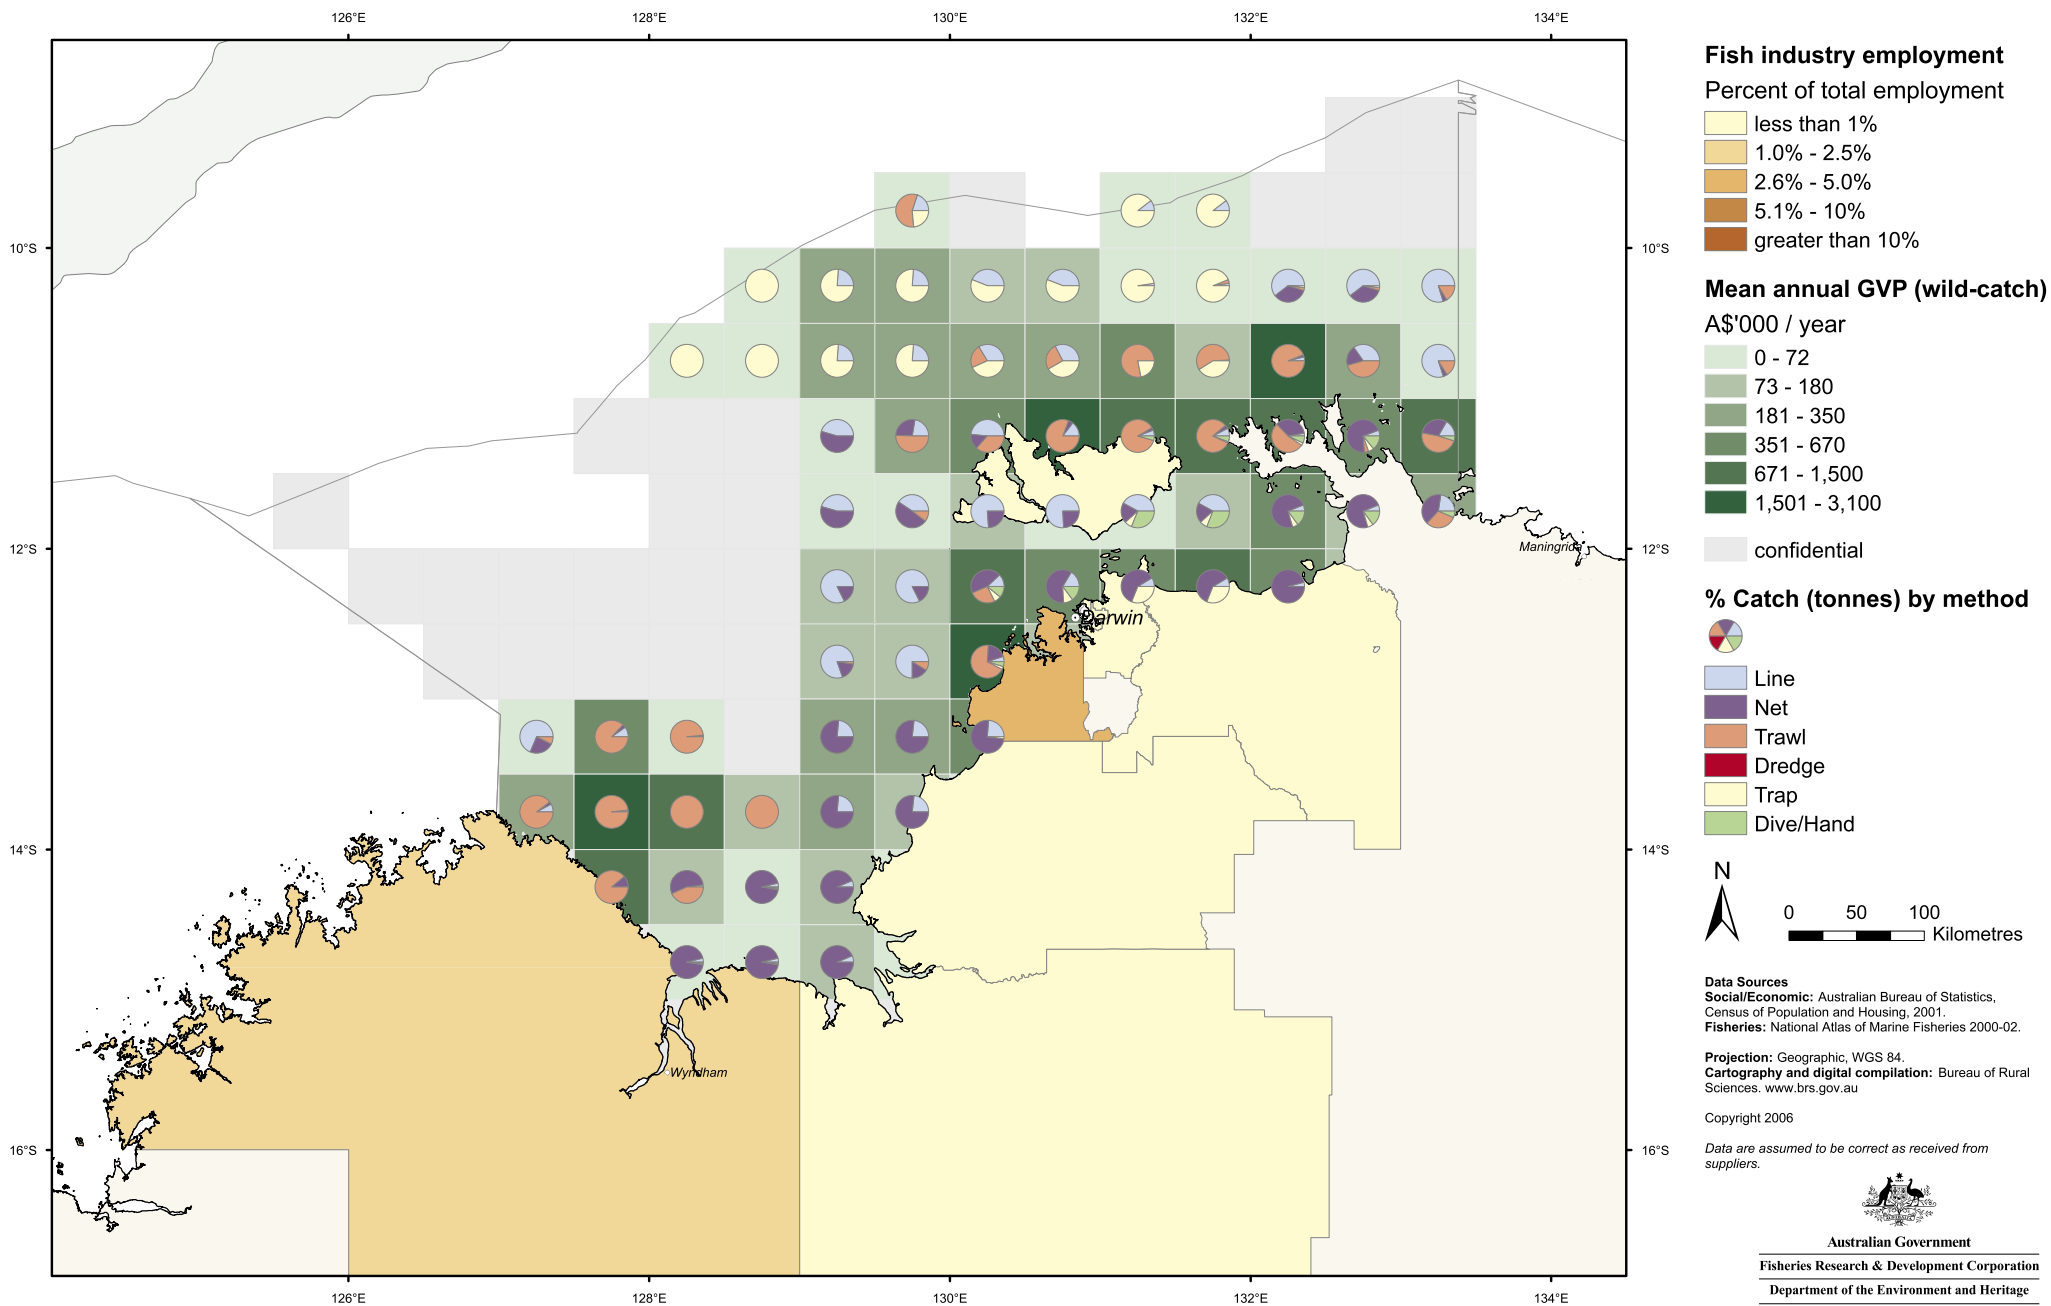 126°E
128°E
130°E
132°E
134°E
10°S
10°S
12°S
12°S
14°S
14°S
16°S
16°S
Maningrida
Darwin
Wyndham
126°E
128°E
130°E
132°E
134°E
Fish industry employment
Percent of total employment
less than 1%
1.0% - 2.5%
2.6% - 5.0%
5.1% - 10%
greater than 10%
Mean annual GVP (wild-catch)
A$'000 / year
0 - 72
73 - 180
181 - 350
351 - 670
671 - 1,500
1,501 - 3,100
confidential
% Catch (tonnes) by method
Line
Net
Trawl
Dredge
Trap
Dive/Hand
N
0 50 100
Kilometres
Data Sources
Social/Economic: Australian Bureau of Statistics,
Census of Population and Housing, 2001.
Fisheries: National Atlas of Marine Fisheries 2000-02.
Projection: Geographic, WGS 84.
Cartography and digital compilation: Bureau of Rural
Sciences. www.brs.gov.au
Copyright 2006
Data are assumed to be correct as received from
suppliers.
Australian Government
Fisheries Research & Development Corporation
Department of the Environment and Heritage